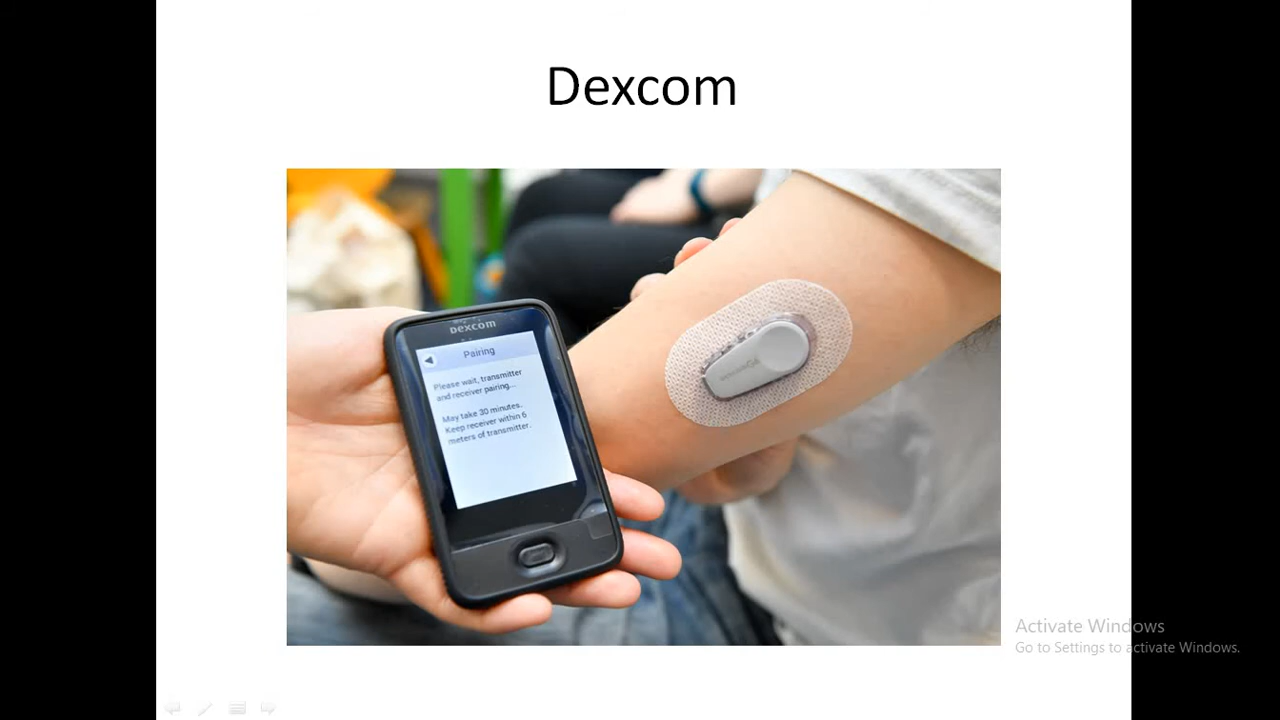 Dexcom
Dexcom
Pairing
Please wait, transmitter
and receiver pairing...
May take 30 minutes.
Keep receiver within 6
meters of transmitter.
Activate Windows
Go to Settings to activate Windows.